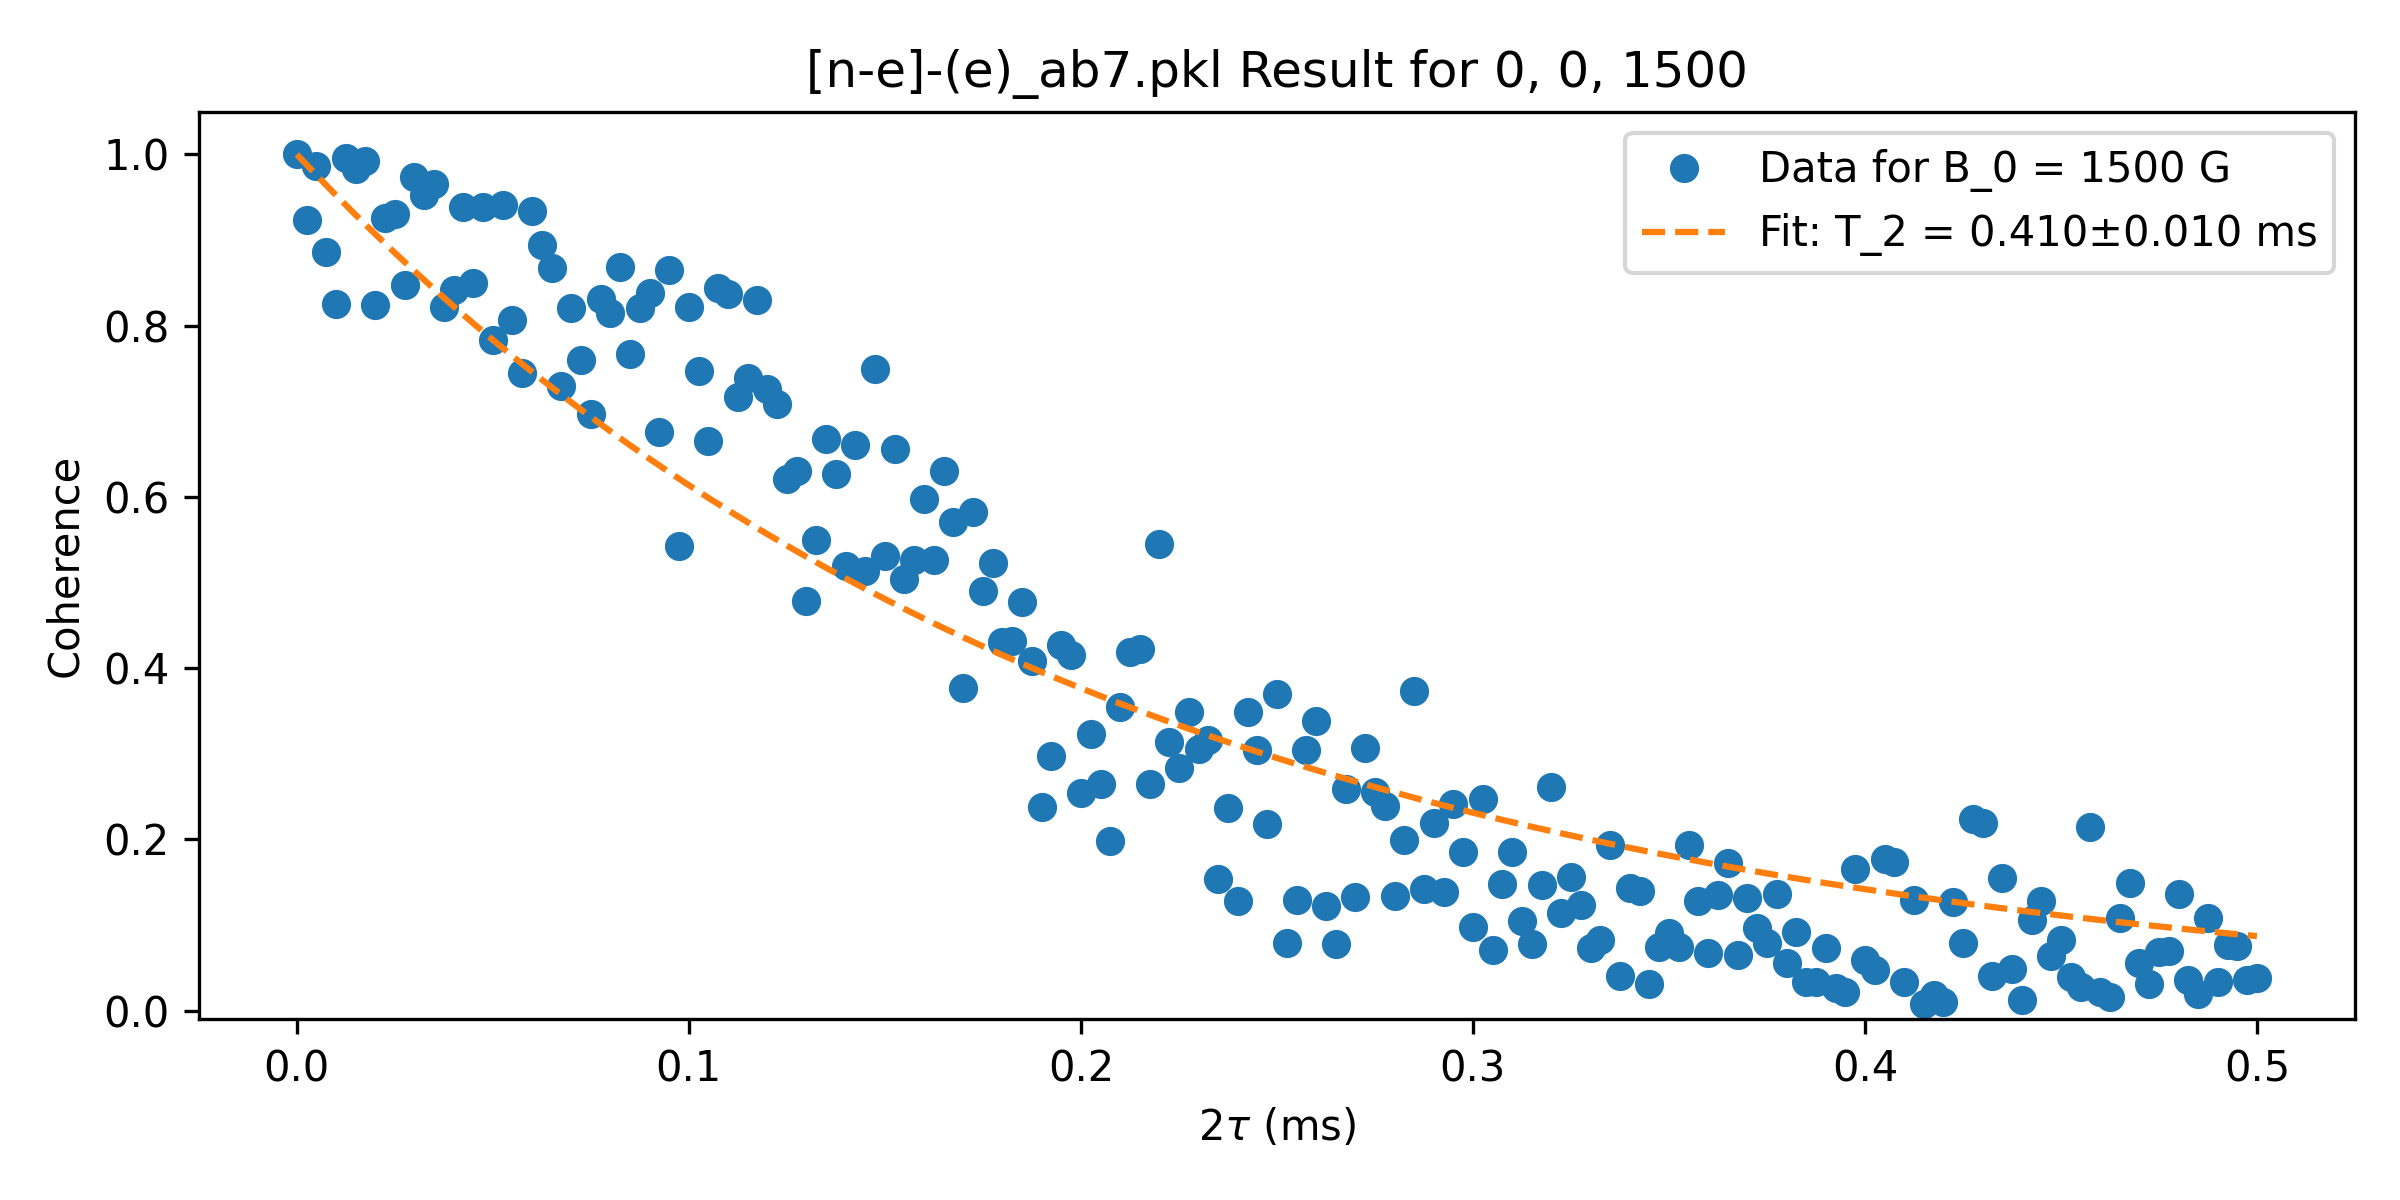 [n-e]-(e)_ab7.pkl Result for 0, 0, 1500
Data for B_0 = 1500 G
Fit: T_2 = 0.410±0.010 ms
Coherence
1.0
0.8
0.6
0.4
0.2
0.0
0.0 0.1 0.2 0.3 0.4 0.5
2τ (ms)